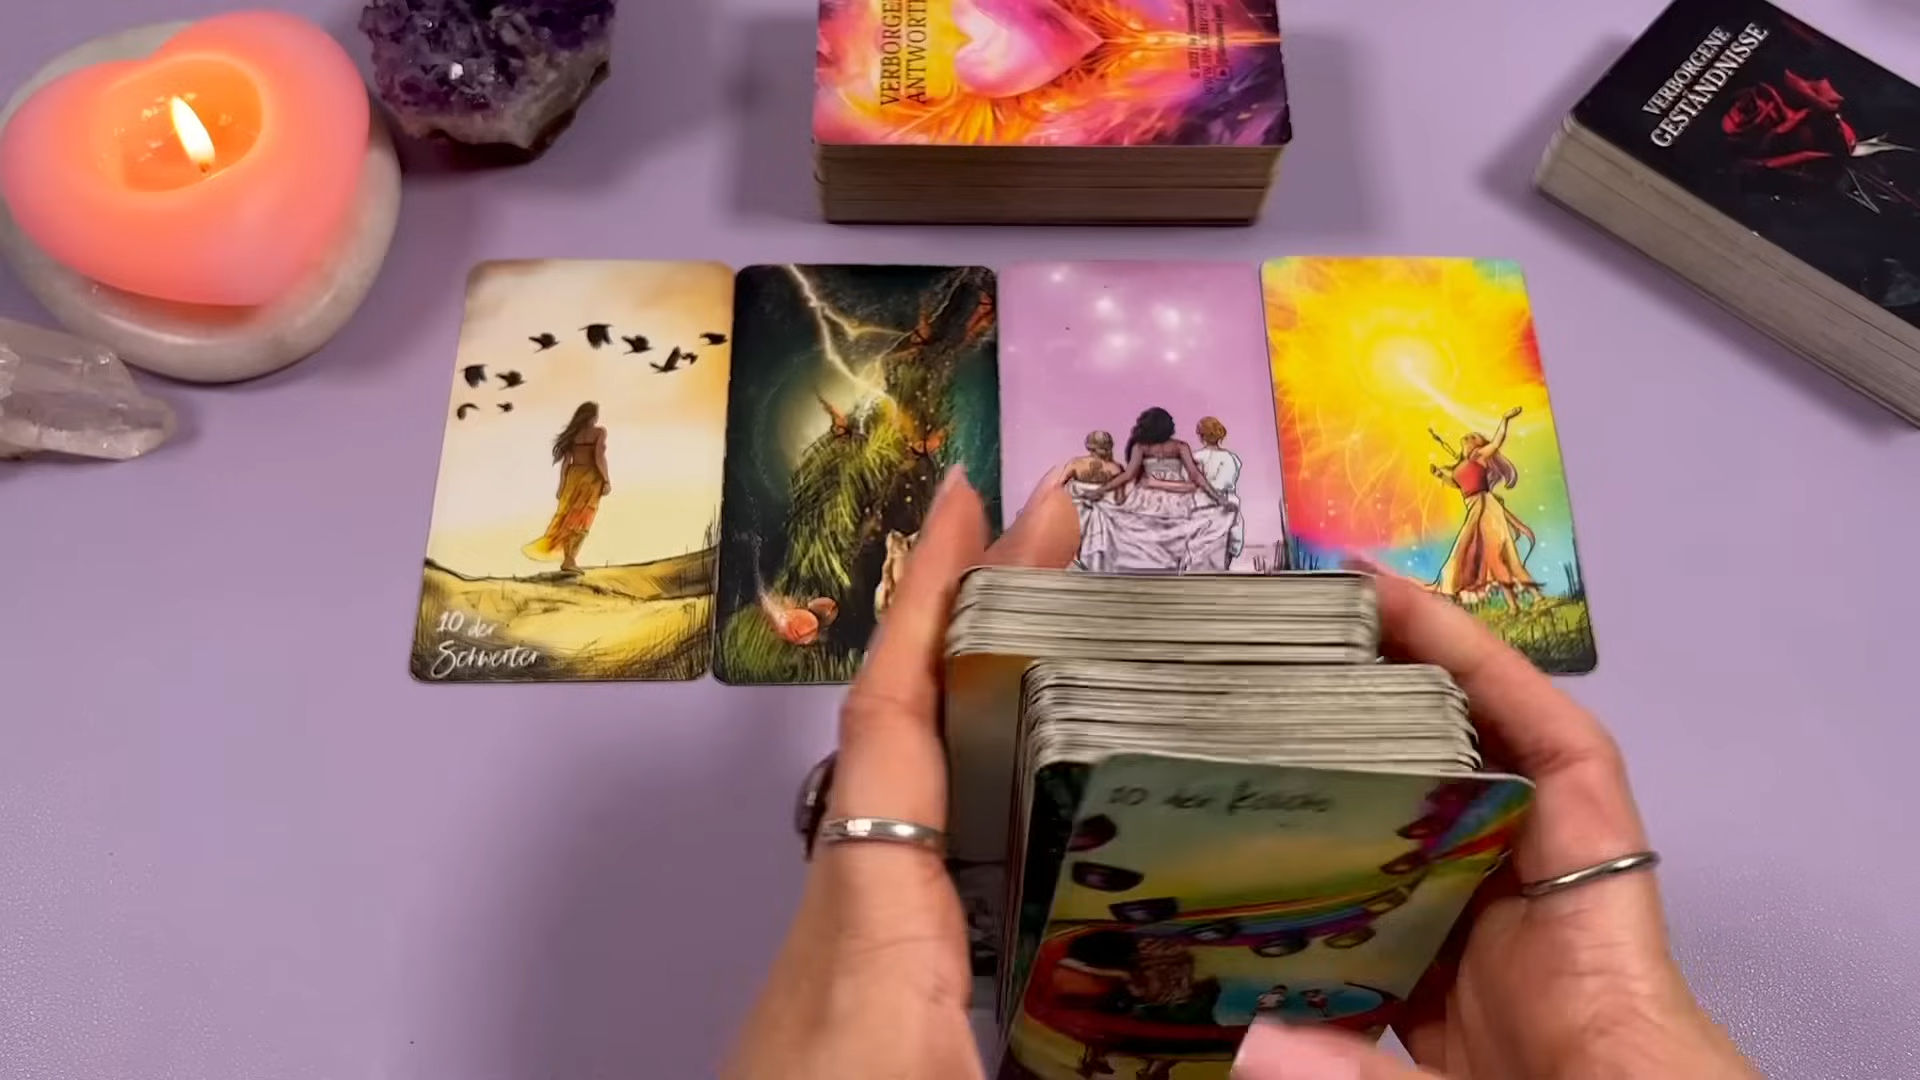 VERBORGENE
ANTWORTEN
VERBORGENE
GESTÄNDNISSE
10 der
Schwerter
10 der Kelche